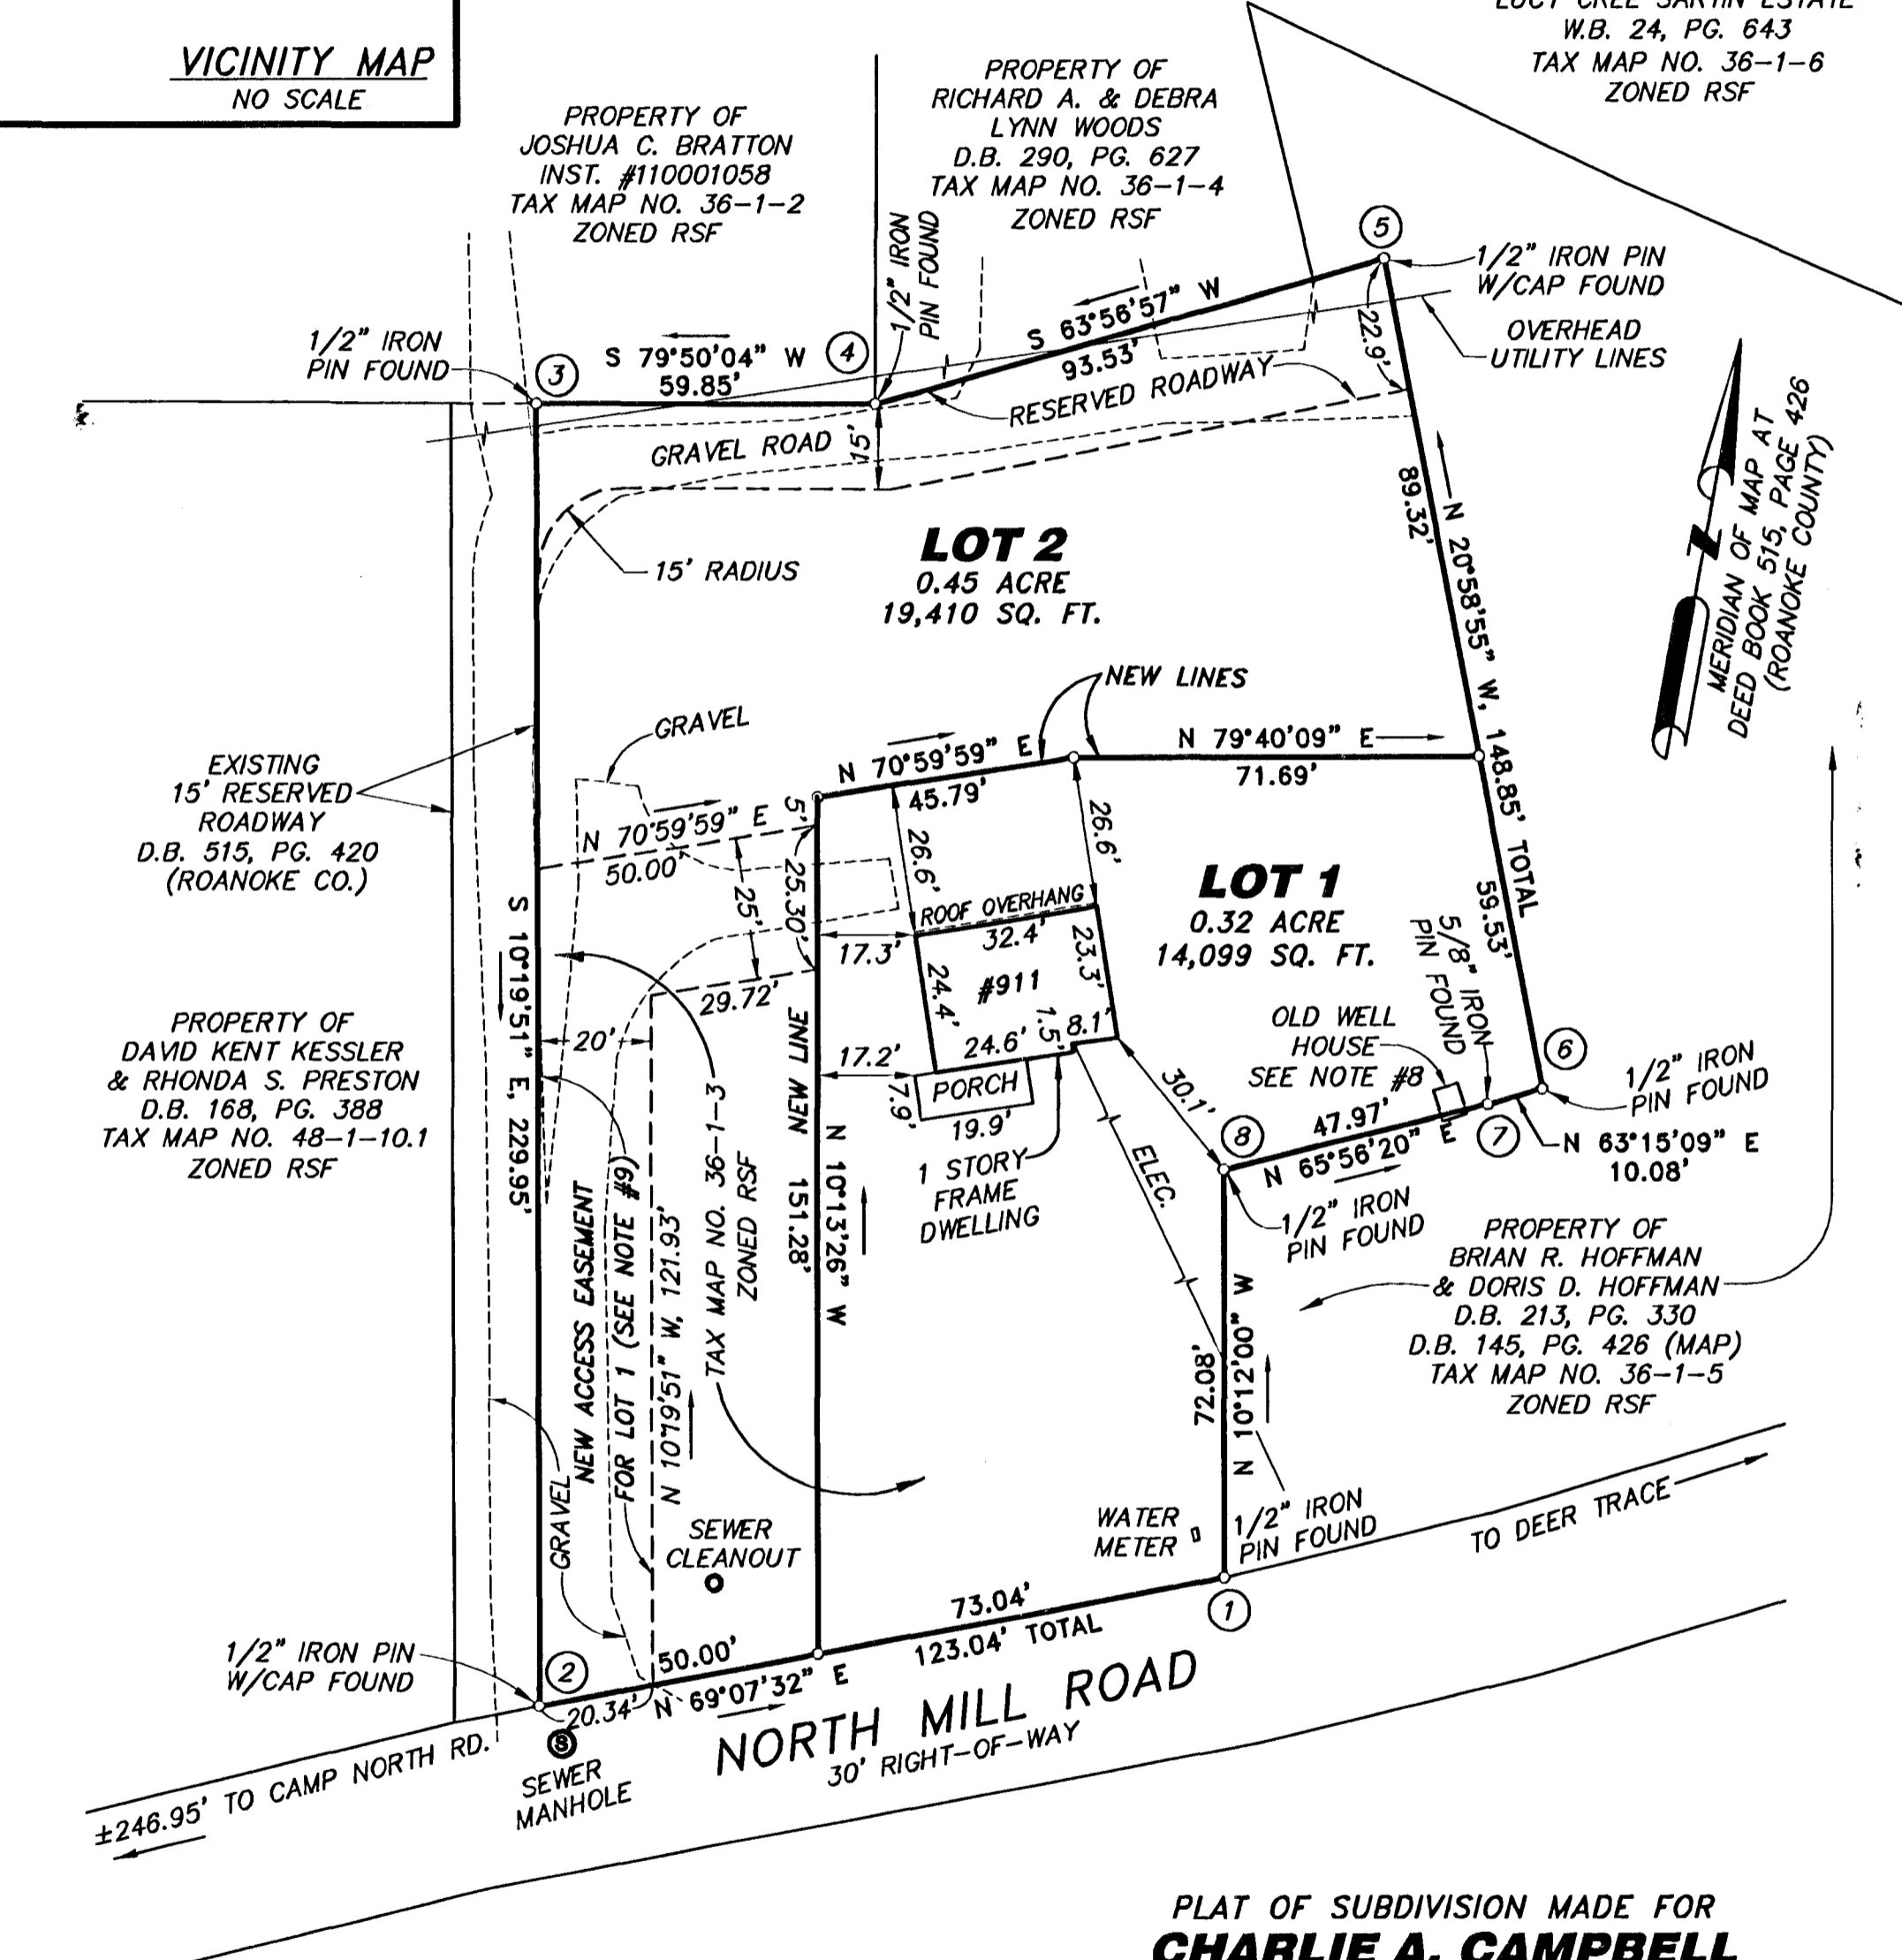 VICINITY MAP
NO SCALE
W.B. 24, PG. 643
TAX MAP NO. 36-1-6
ZONED RSF
PROPERTY OF
JOSHUA C. BRATTON
INST. #110001058
TAX MAP NO. 36-1-2
ZONED RSF
PROPERTY OF
RICHARD A. & DEBRA
LYNN WOODS
D.B. 290, PG. 627
TAX MAP NO. 36-1-4
ZONED RSF
1/2" IRON
PIN FOUND
5
1/2" IRON PIN
W/CAP FOUND
OVERHEAD
UTILITY LINES
1/2" IRON
PIN FOUND
3
S 79°50'04" W
59.85'
4
S 63°56'57" W
93.53'
22.9'
RESERVED ROADWAY
GRAVEL ROAD
15'
15' RADIUS
89.32'
N 20°58'55" W, 148.85' TOTAL
MERIDIAN OF MAP AT
DEED BOOK 515, PAGE 426
(ROANOKE COUNTY)
LOT 2
0.45 ACRE
19,410 SQ. FT.
NEW LINES
GRAVEL
N 70°59'59" E
45.79'
N 79°40'09" E
71.69'
EXISTING
15' RESERVED
ROADWAY
D.B. 515, PG. 420
(ROANOKE CO.)
N 70°59'59" E
50.00'
5'
25.30'
25'
26.6'
26.6'
LOT 1
0.32 ACRE
14,099 SQ. FT.
59.53'
ROOF OVERHANG
32.4'
17.3'
23.3'
24.4'
#911
24.6'
1.5'
8.1'
29.72'
20'
17.2'
7.9'
PORCH
19.9'
30.1'
5/8" IRON
PIN FOUND
OLD WELL
HOUSE
SEE NOTE #8
6
1/2" IRON
PIN FOUND
47.97'
N 65°56'20" E
7
N 63°15'09" E
10.08'
8
1/2" IRON
PIN FOUND
PROPERTY OF
DAVID KENT KESSLER
& RHONDA S. PRESTON
D.B. 168, PG. 388
TAX MAP NO. 48-1-10.1
ZONED RSF
S 10°19'51" E, 229.95'
NEW ACCESS EASEMENT
FOR LOT 1 (SEE NOTE #9)
N 10°19'51" W, 121.93'
TAX MAP NO. 36-1-3
ZONED RSF
NEW LINE
151.28'
N 10°13'26" W
1 STORY
FRAME
DWELLING
ELEC.
PROPERTY OF
BRIAN R. HOFFMAN
& DORIS D. HOFFMAN
D.B. 213, PG. 330
D.B. 145, PG. 426 (MAP)
TAX MAP NO. 36-1-5
ZONED RSF
72.08'
N 10°12'00" W
GRAVEL
SEWER
CLEANOUT
WATER
METER
1/2" IRON
PIN FOUND
TO DEER TRACE
1
1/2" IRON PIN
W/CAP FOUND
2
50.00'
73.04'
123.04' TOTAL
20.34'
N 69°07'32" E
S
SEWER
MANHOLE
NORTH MILL ROAD
30' RIGHT-OF-WAY
±246.95' TO CAMP NORTH RD.
PLAT OF SUBDIVISION MADE FOR
CHARLIE A. CAMPBELL